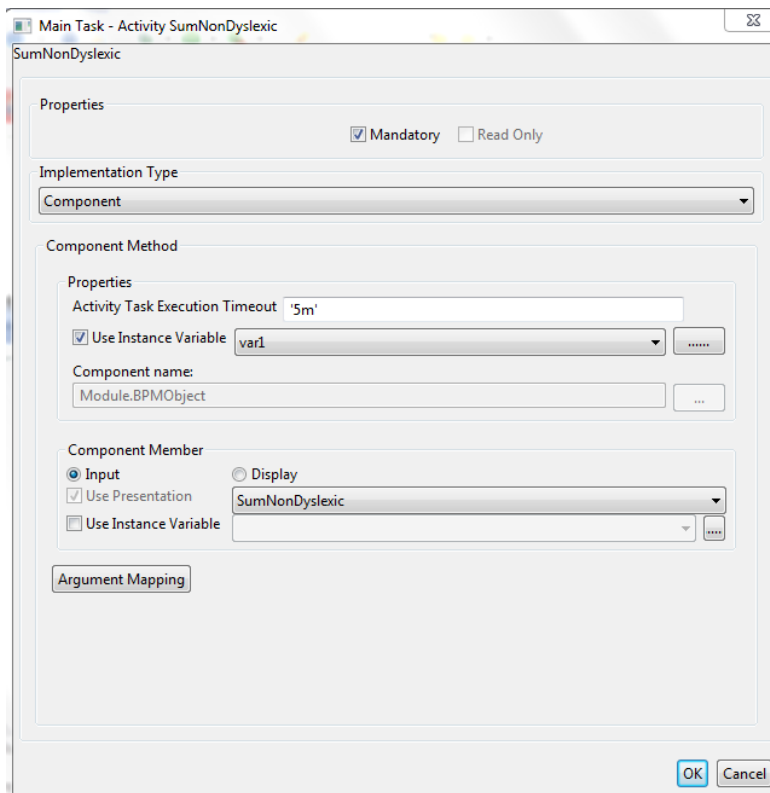 Main Task - Activity SumNonDyslexic
SumNonDyslexic
Properties
Mandatory Read Only
Implementation Type
Component
Component Method
Properties
Activity Task Execution Timeout '5m'
Use Instance Variable var1 ......
Component name:
Module.BPMObject ...
Component Member
Input Display
Use Presentation SumNonDyslexic
Use Instance Variable ....
Argument Mapping
OK Cancel